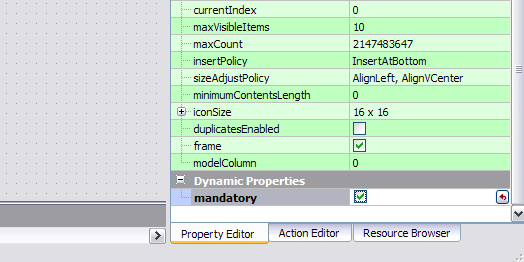 currentIndex 0
maxVisibleItems 10
maxCount 2147483647
insertPolicy InsertAtBottom
sizeAdjustPolicy AlignLeft, AlignVCenter
minimumContentsLength 0
iconSize 16 x 16
duplicatesEnabled
frame
modelColumn 0
Dynamic Properties
mandatory
Property Editor Action Editor Resource Browser